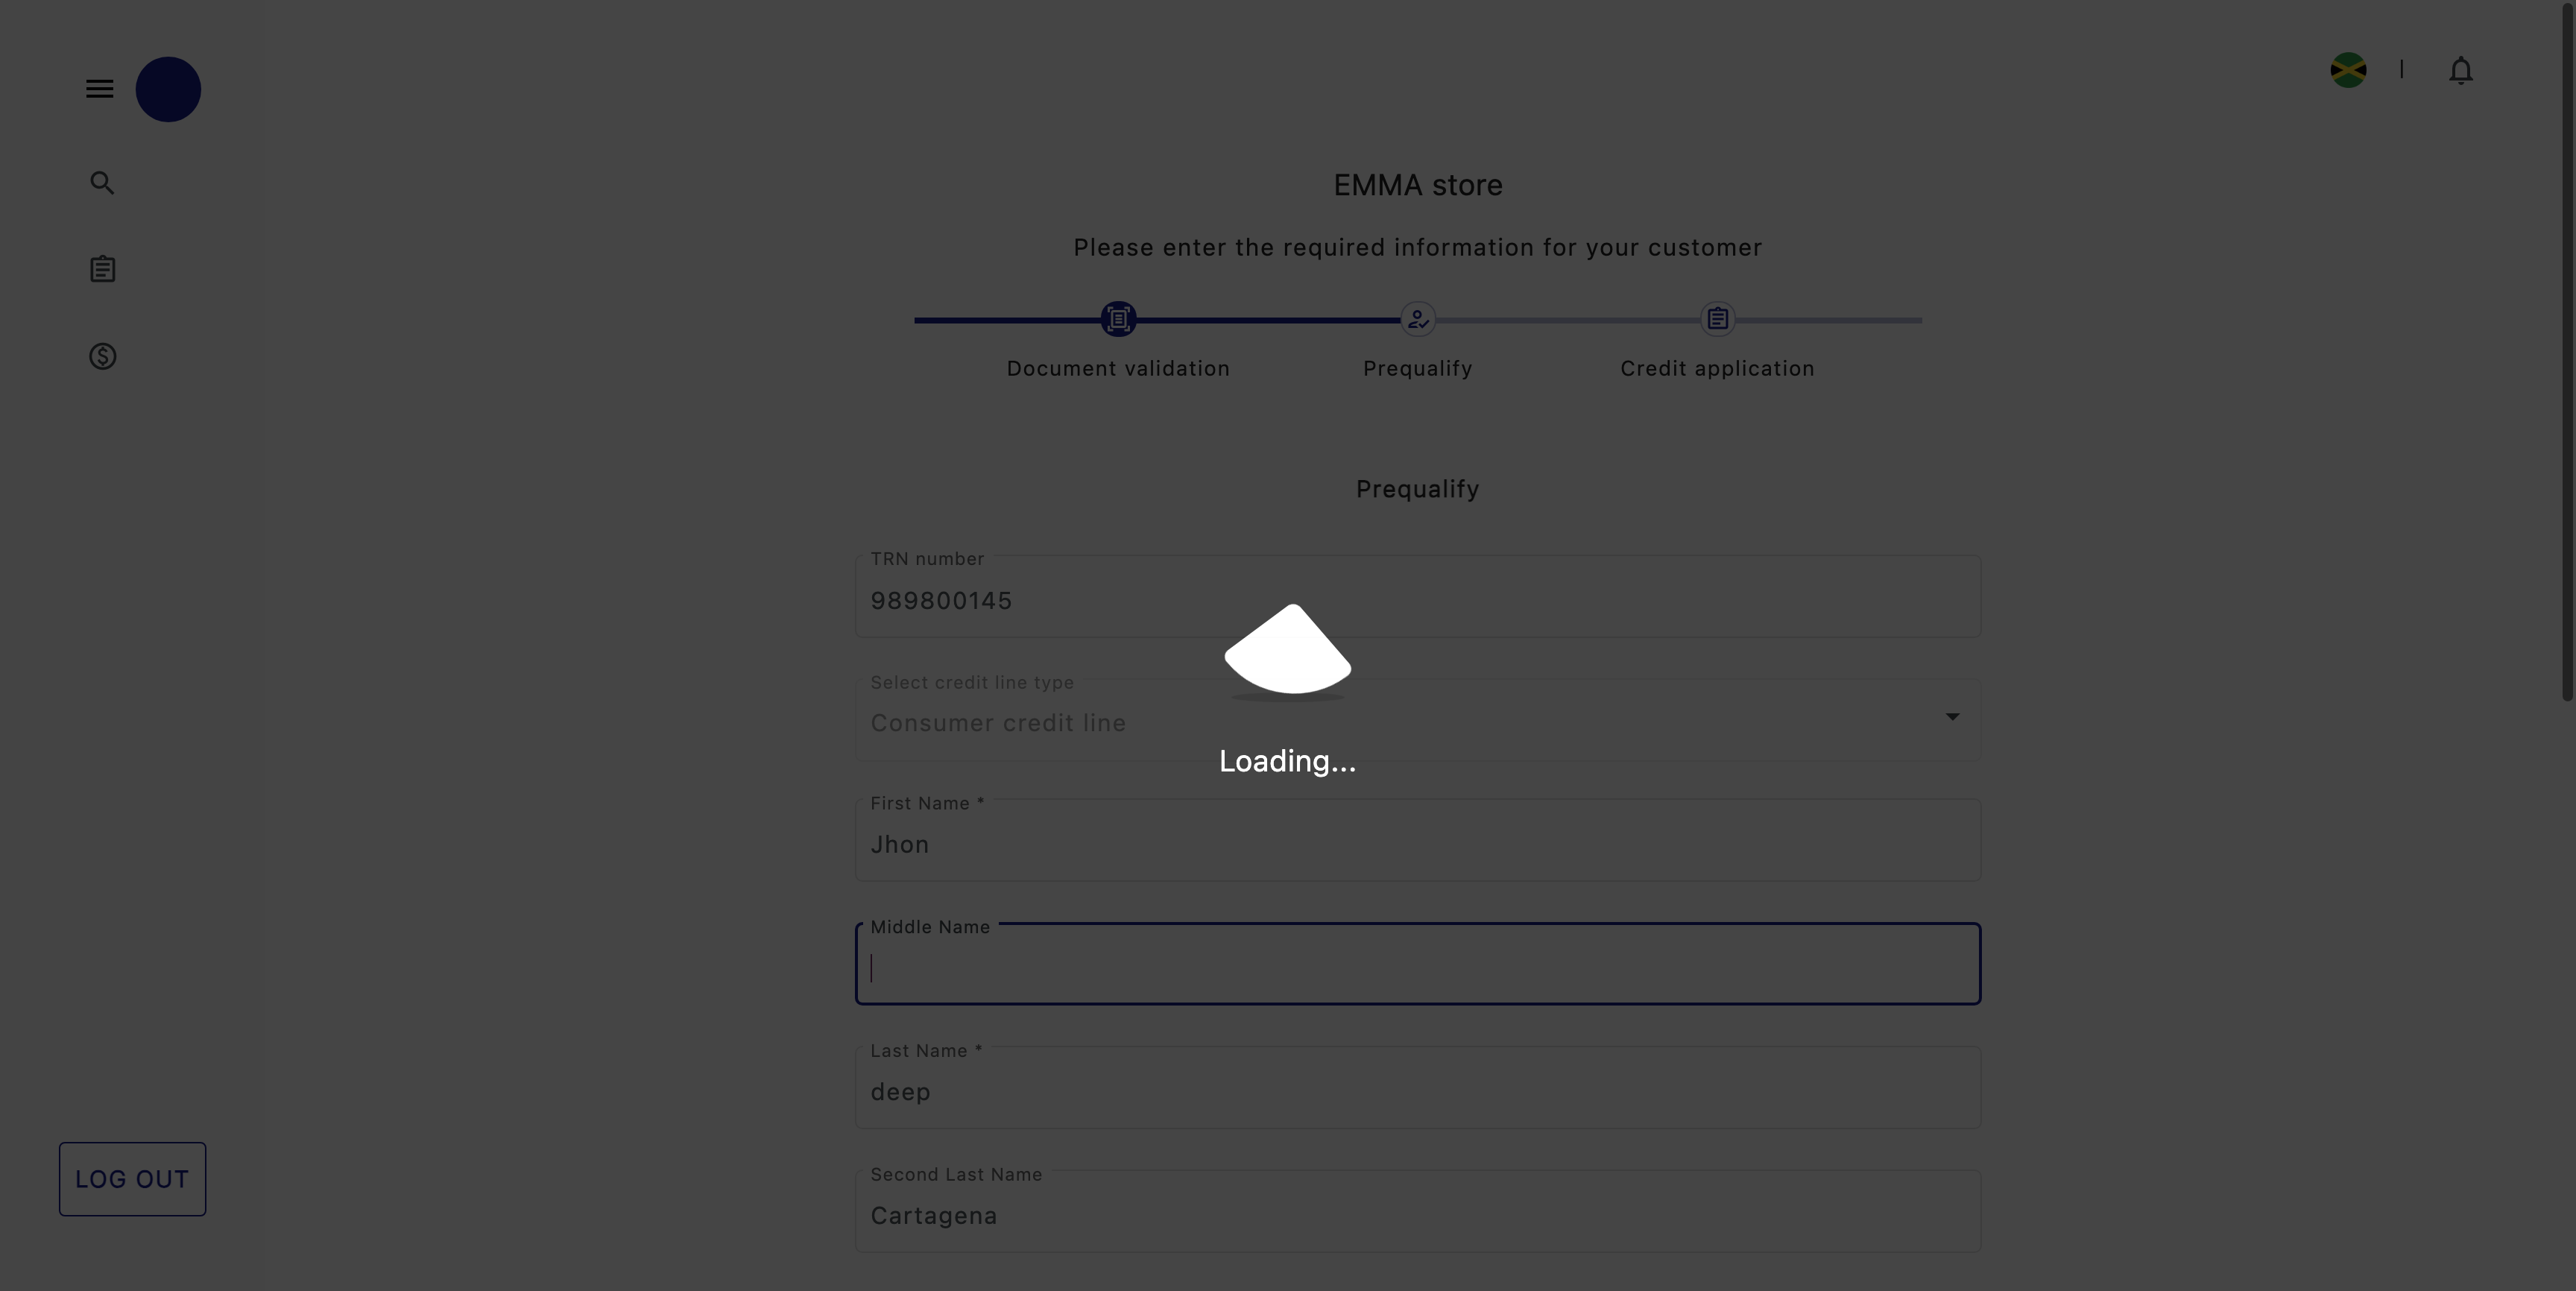 EMMA store
Please enter the required information for your customer
Document validation
Prequalify
Credit application
Prequalify
TRN number
989800145
Select credit line type
Consumer credit line
Loading...
First Name *
Jhon
Middle Name
Last Name *
deep
Second Last Name
Cartagena
LOG OUT